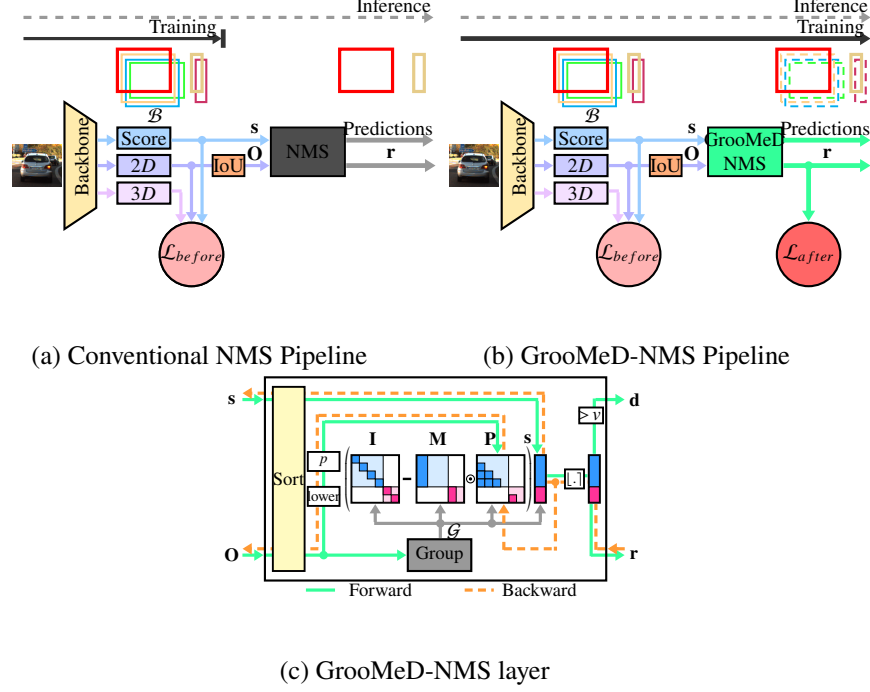 Inference
Training
ℬ
Backbone
Score
2D
3D
s
O
IoU
NMS
Predictions
r
ℒ_before
(a) Conventional NMS Pipeline
Inference
Training
ℬ
Backbone
Score
2D
3D
s
O
IoU
GrooMeD
NMS
Predictions
r
ℒ_before
ℒ_after
(b) GrooMeD-NMS Pipeline
s
O
Sort
p
lower
( I − M ⊙ P ) s
𝒢
Group
⌊.⌉
> v
d
r
Forward
Backward
(c) GrooMeD-NMS layer